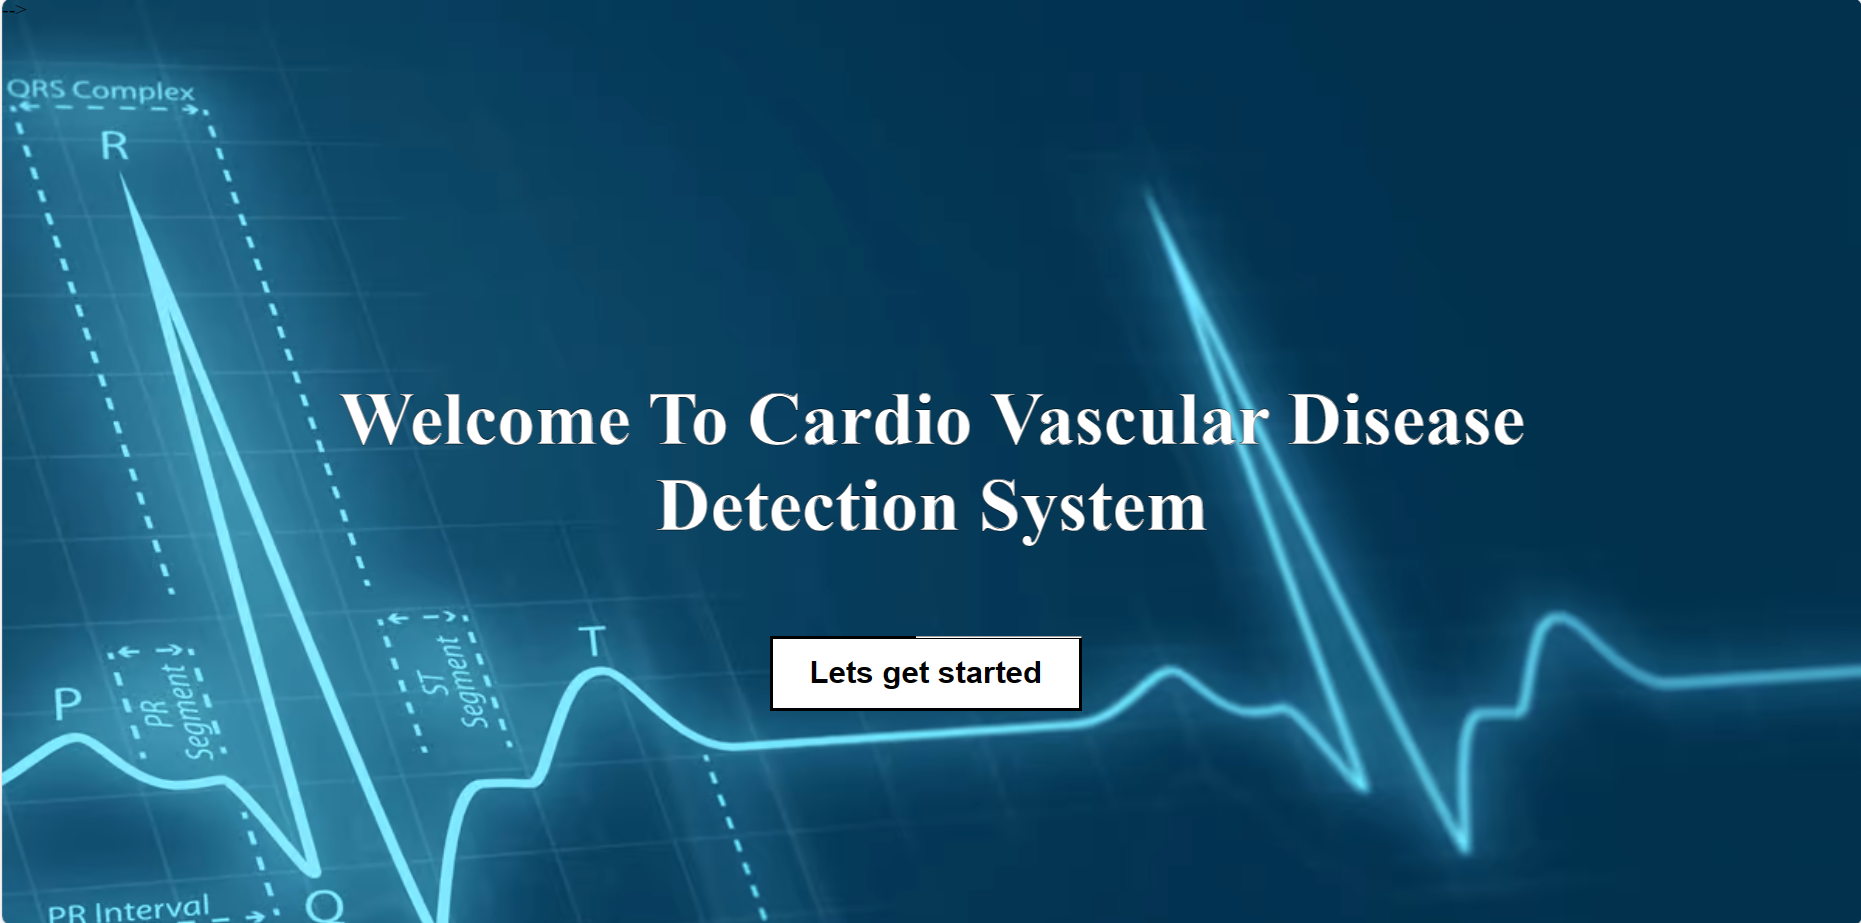 -->
QRS Complex
R
Welcome To Cardio Vascular Disease
Detection System
T
P
PR
Segment
ST
Segment
Lets get started
Q
PR Interval